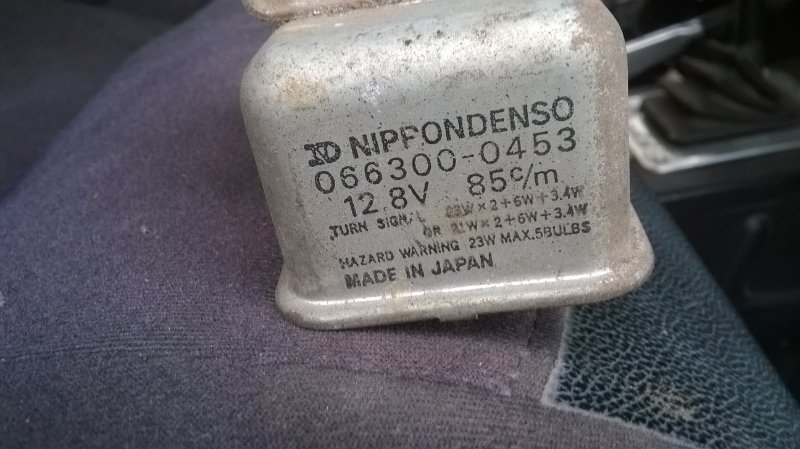 ND NIPPONDENSO
066300-0453
12.8V 85c/m
TURN SIGNAL 23W×2+6W+3.4W
OR 21W×2+6W+3.4W
HAZARD WARNING 23W MAX.5BULBS
MADE IN JAPAN